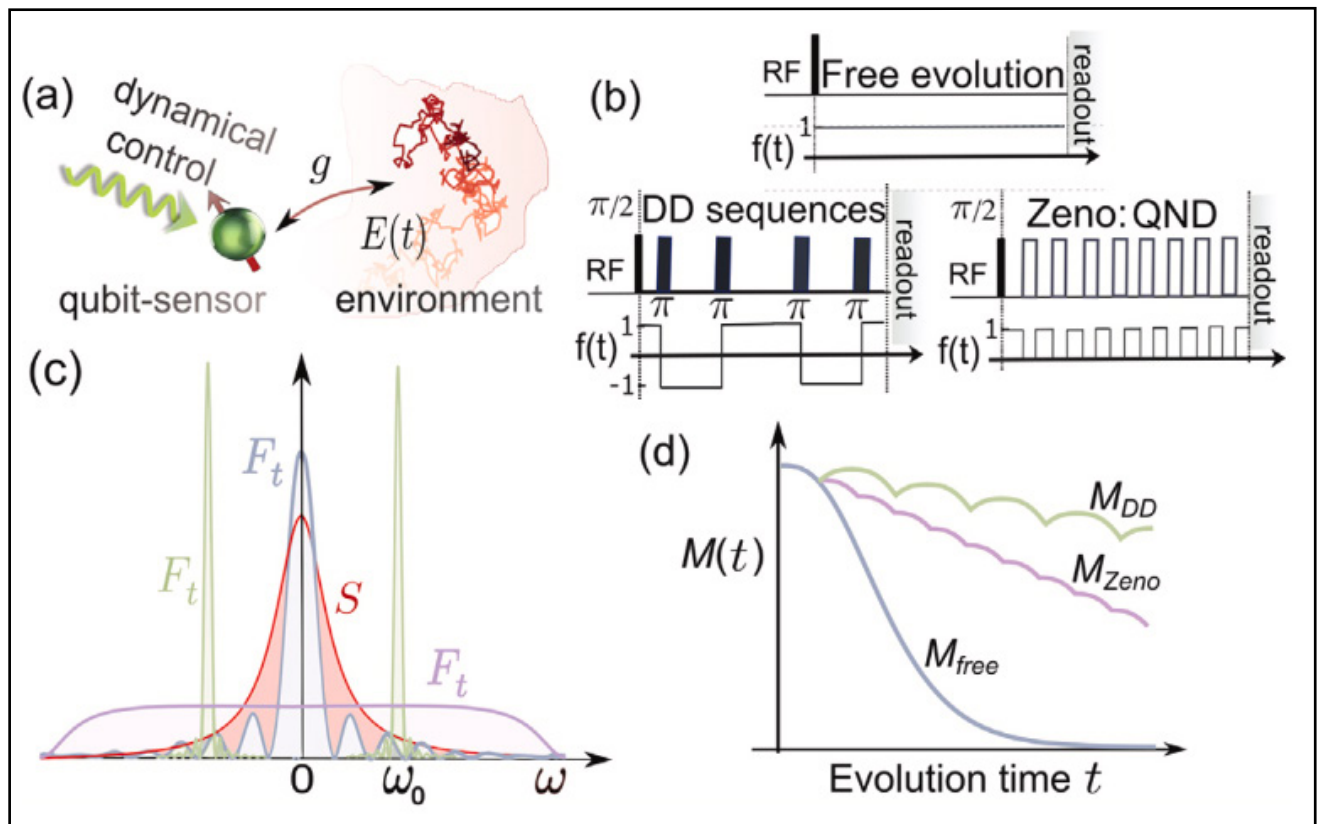 (a)
dynamical
control
g
E(t)
qubit-sensor
environment
(b)
RF
Free evolution
readout
1
f(t)
π/2
DD sequences
readout
RF
π π π π
1
f(t)
-1
π/2
Zeno: QND
readout
RF
1
f(t)
(c)
F_t
F_t
S
F_t
0
ω₀
ω
(d)
M_DD
M(t)
M_Zeno
M_free
Evolution time t